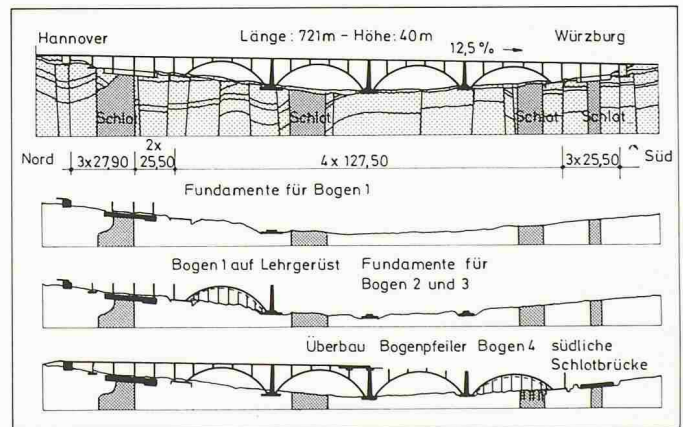 Hannover Länge: 721m – Höhe: 40m 12,5 % Würzburg
Schlot Schlot Schlot Schlot
Nord 3x27,90 2x 25,50 4 x 127,50 3x25,50 Süd
Fundamente für Bogen 1
Bogen 1 auf Lehrgerüst Fundamente für
Bogen 2 und 3
Überbau Bogenpfeiler Bogen 4 südliche
Schlotbrücke